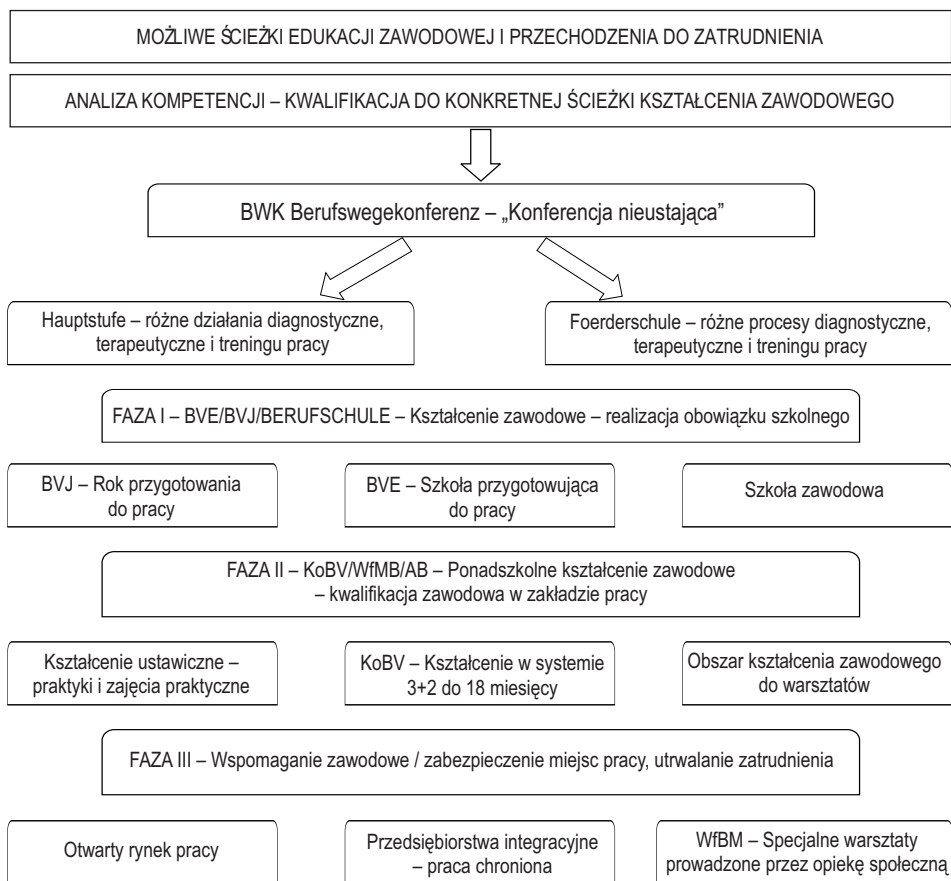 MOŻLIWE ŚCIEŻKI EDUKACJI ZAWODOWEJ I PRZECHODZENIA DO ZATRUDNIENIA
ANALIZA KOMPETENCJI – KWALIFIKACJA DO KONKRETNEJ ŚCIEŻKI KSZTAŁCENIA ZAWODOWEGO
BWK Berufswegekonferenz – „Konferencja nieustająca”
Hauptstufe – różne działania diagnostyczne,
terapeutyczne i treningu pracy
Foerderschule – różne procesy diagnostyczne,
terapeutyczne i treningu pracy
FAZA I – BVE/BVJ/BERUFSCHULE – Kształcenie zawodowe – realizacja obowiązku szkolnego
BVJ – Rok przygotowania
do pracy
BVE – Szkoła przygotowująca
do pracy
Szkoła zawodowa
FAZA II – KoBV/WfMB/AB – Ponadszkolne kształcenie zawodowe
– kwalifikacja zawodowa w zakładzie pracy
Kształcenie ustawiczne –
praktyki i zajęcia praktyczne
KoBV – Kształcenie w systemie
3+2 do 18 miesięcy
Obszar kształcenia zawodowego
do warsztatów
FAZA III – Wspomaganie zawodowe / zabezpieczenie miejsc pracy, utrwalanie zatrudnienia
Otwarty rynek pracy
Przedsiębiorstwa integracyjne
– praca chroniona
WfBM – Specjalne warsztaty
prowadzone przez opiekę społeczną